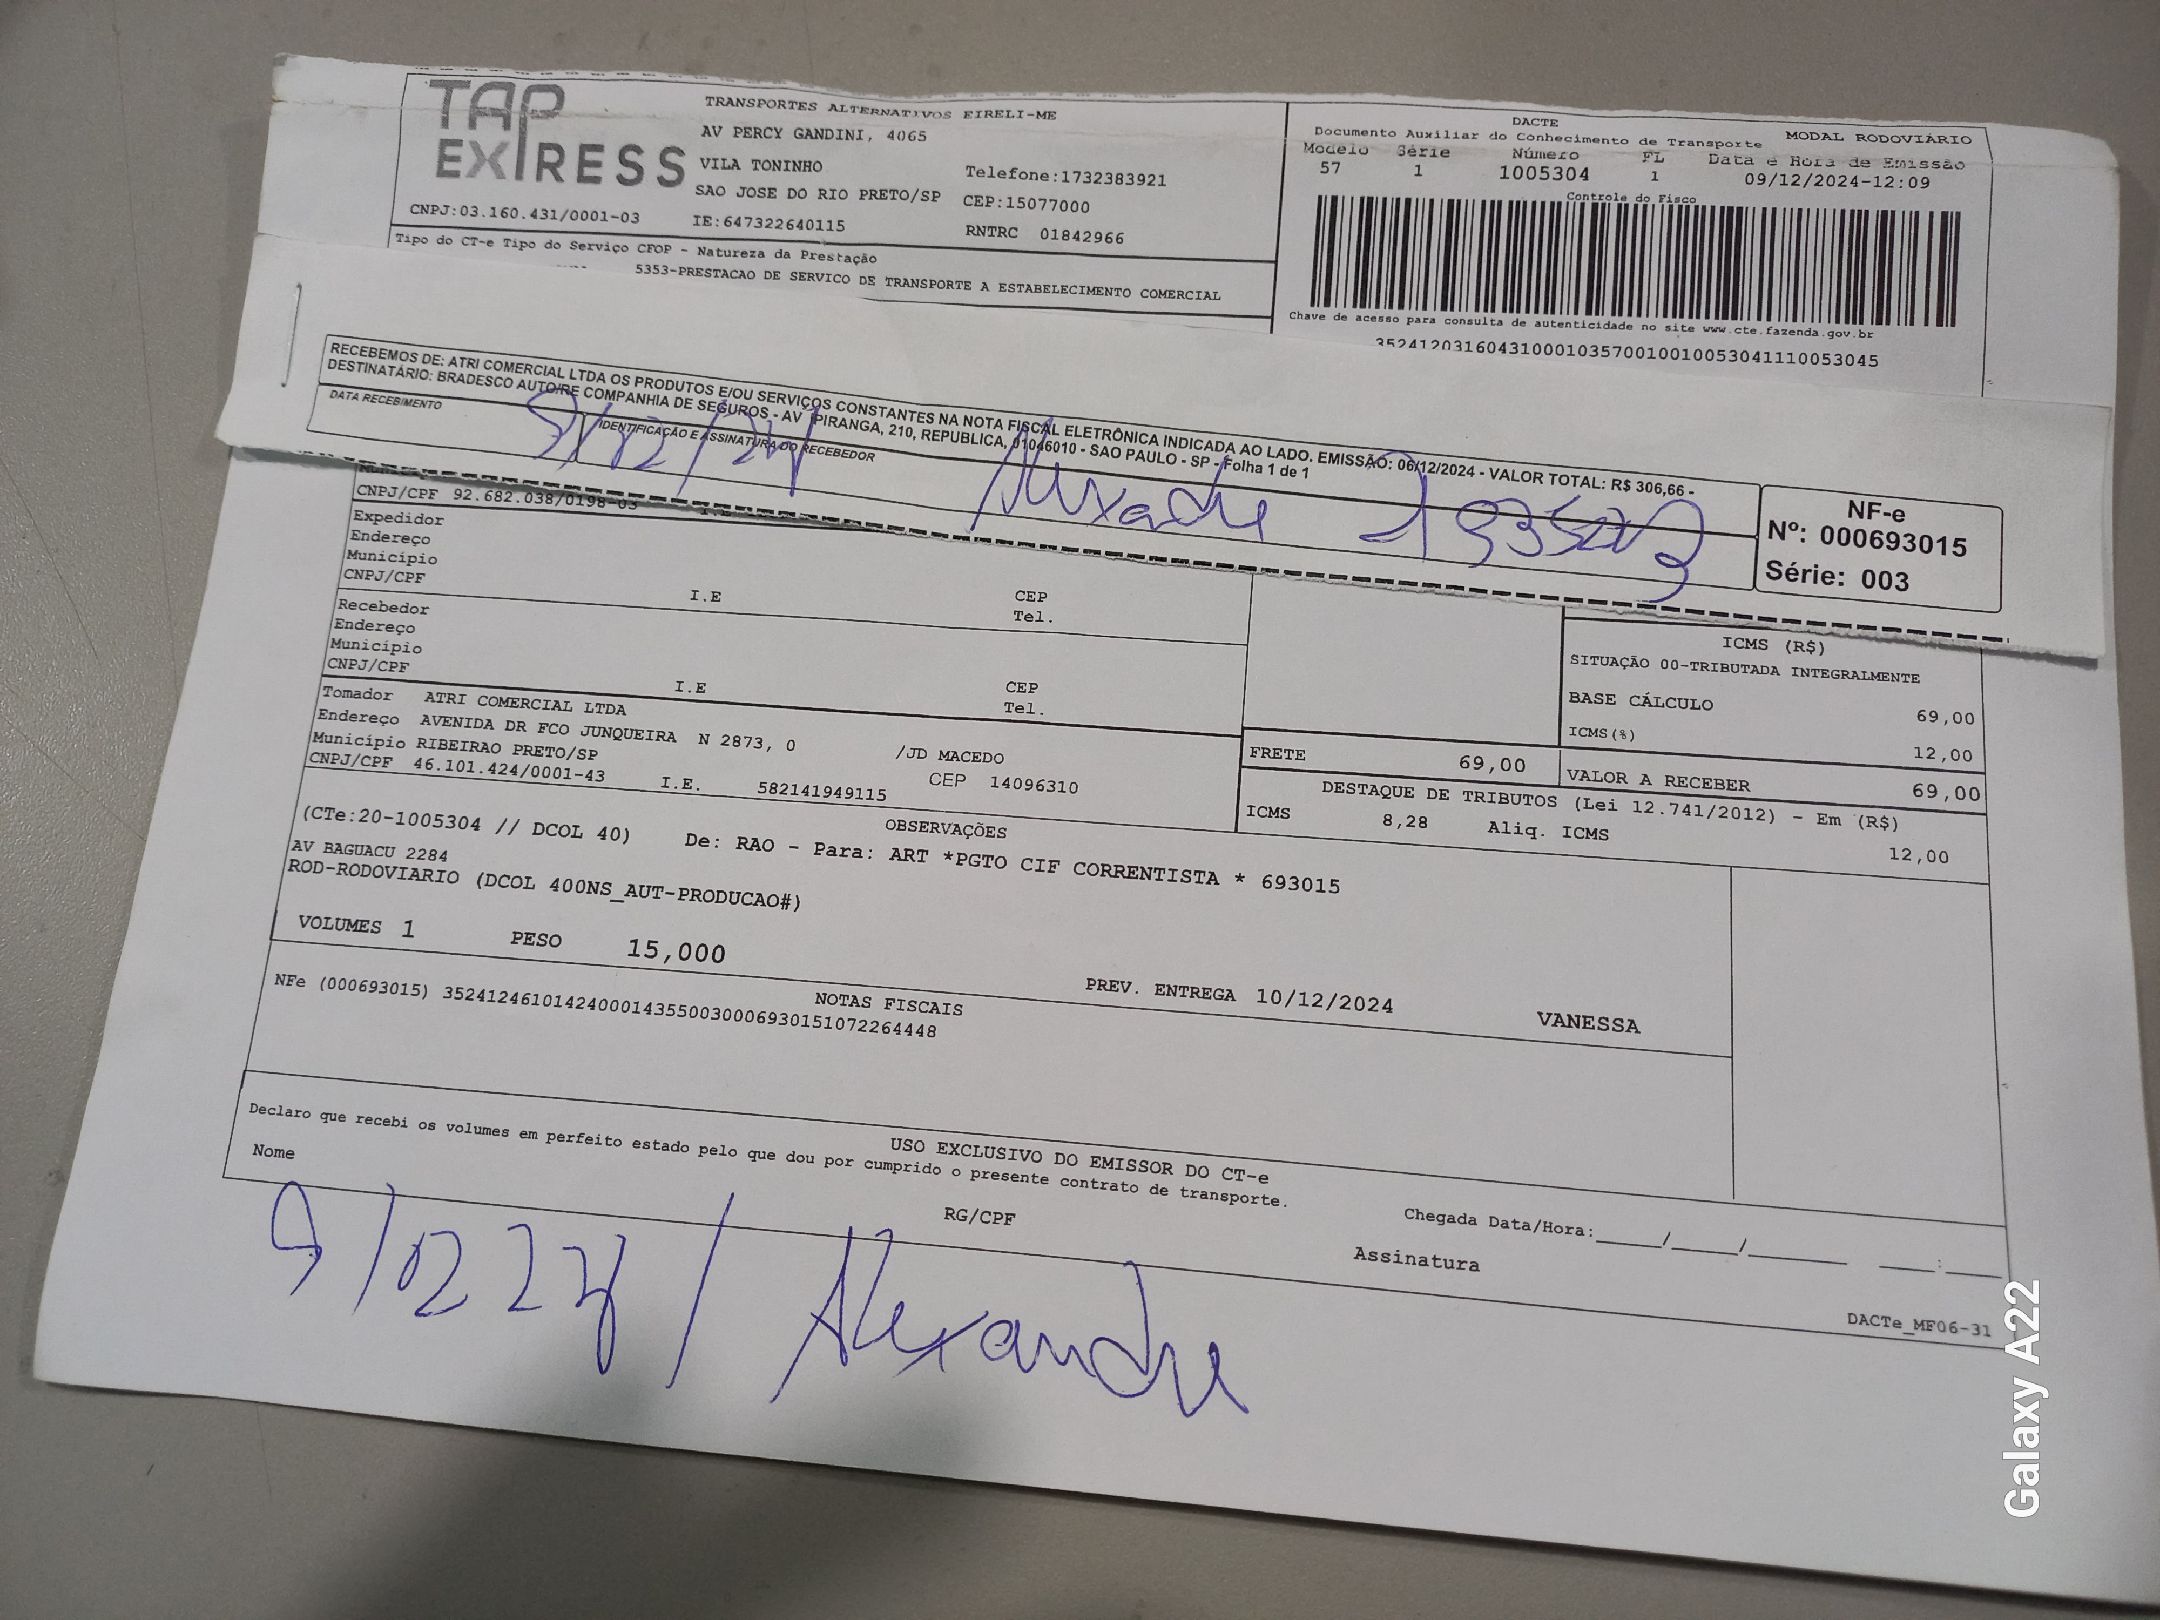 TAP EXPRESS
TRANSPORTES ALTERNATIVOS EIRELI-ME
AV PERCY GANDINI, 4065
VILA TONINHO
Telefone:1732383921
SAO JOSE DO RIO PRETO/SP CEP:15077000
CNPJ:03.160.431/0001-03 IE:647322640115 RNTRC 01842966
DACTE
Documento Auxiliar do Conhecimento de Transporte MODAL RODOVIÁRIO
Modelo Série Número FL Data e Hora de Emissão
57 1 1005304 1 09/12/2024-12:09
Controle do Fisco
Chave de acesso para consulta de autenticidade no site www.cte.fazenda.gov.br
35241203160431000103570010010053041110053045
Tipo do CT-e Tipo do Serviço CFOP - Natureza da Prestação
5353-PRESTACAO DE SERVICO DE TRANSPORTE A ESTABELECIMENTO COMERCIAL
RECEBEMOS DE: ATRI COMERCIAL LTDA OS PRODUTOS E/OU SERVIÇOS CONSTANTES NA NOTA FISCAL ELETRÔNICA INDICADA AO LADO. EMISSÃO: 06/12/2024 - VALOR TOTAL: R$ 306,66 -
DESTINATÁRIO: BRADESCO AUTO/RE COMPANHIA DE SEGUROS - AV IPIRANGA, 210, REPUBLICA, 01046010 - SAO PAULO - SP - Folha 1 de 1
DATA RECEBIMENTO IDENTIFICAÇÃO E ASSINATURA DO RECEBEDOR
9/12/24 Alexandre
NF-e
Nº: 000693015
Série: 003
CNPJ/CPF 92.682.038/0198-03 I.E
Expedidor
Endereço
Município
CNPJ/CPF I.E CEP
Tel.
Recebedor
Endereço
Município
CNPJ/CPF I.E CEP
Tel.
ICMS (R$)
SITUAÇÃO 00-TRIBUTADA INTEGRALMENTE
BASE CÁLCULO 69,00
ICMS(%) 12,00
Tomador ATRI COMERCIAL LTDA
Endereço AVENIDA DR FCO JUNQUEIRA N 2873, 0 /JD MACEDO
Município RIBEIRAO PRETO/SP CEP 14096310
CNPJ/CPF 46.101.424/0001-43 I.E. 582141949115
FRETE 69,00 VALOR A RECEBER 69,00
DESTAQUE DE TRIBUTOS (Lei 12.741/2012) - Em (R$)
ICMS 8,28 Aliq. ICMS 12,00
OBSERVAÇÕES
(CTe:20-1005304 // DCOL 40) De: RAO - Para: ART *PGTO CIF CORRENTISTA * 693015
AV BAGUACU 2284
ROD-RODOVIARIO (DCOL 400NS_AUT-PRODUCAO#)
VOLUMES 1 PESO 15,000 PREV. ENTREGA 10/12/2024 VANESSA
NOTAS FISCAIS
NFe (000693015) 35241246101424000143550030006930151072264448
USO EXCLUSIVO DO EMISSOR DO CT-e
Declaro que recebi os volumes em perfeito estado pelo que dou por cumprido o presente contrato de transporte.
Nome RG/CPF Assinatura Chegada Data/Hora:_____/_____/________ ____:____
DACTe_MF06-31
9/12 24 / Alexandre
Galaxy A22